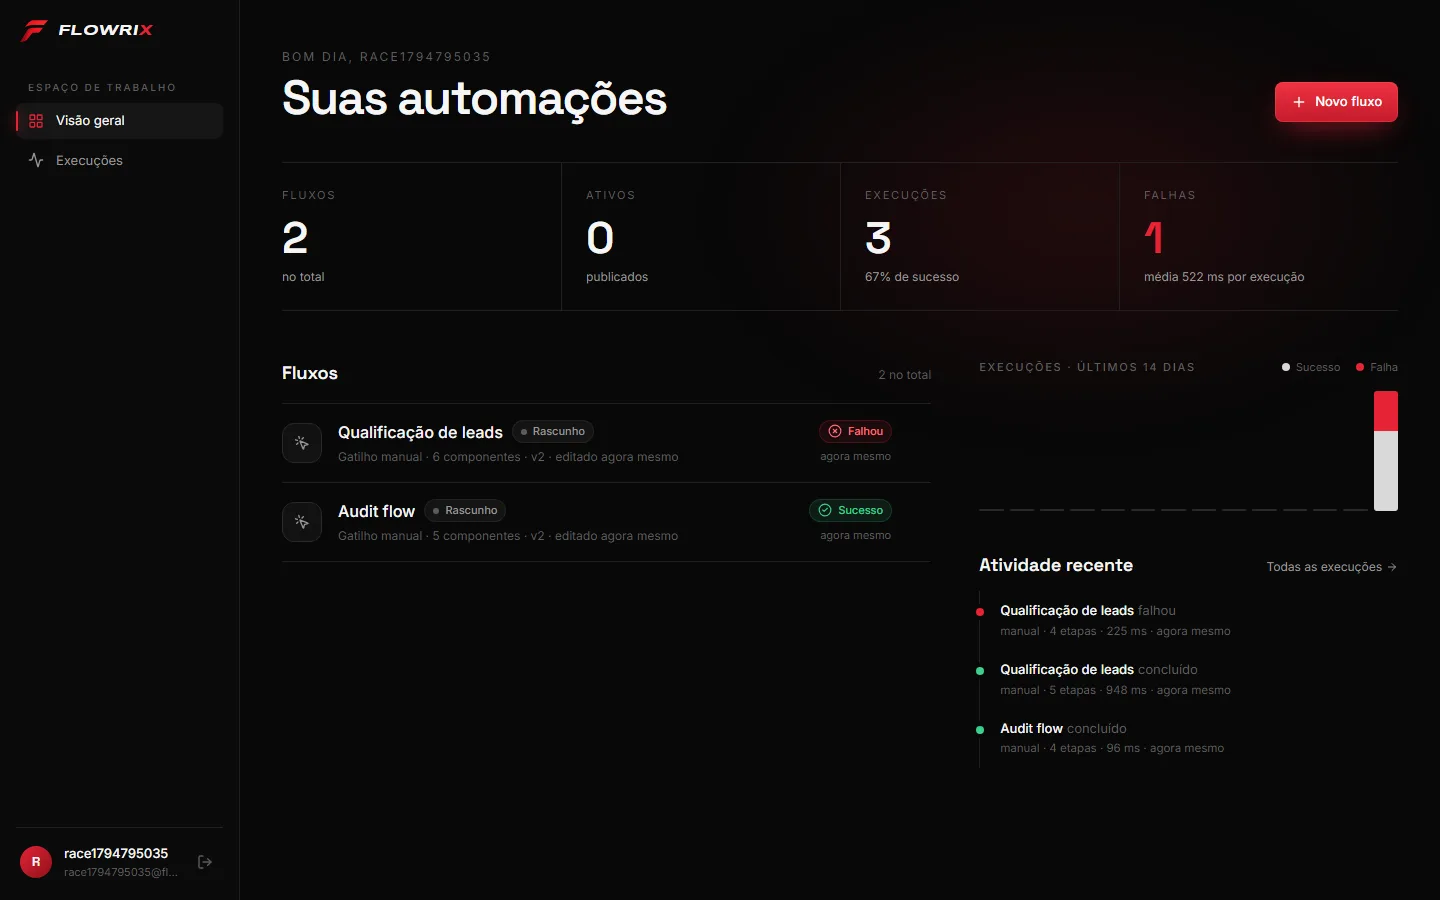 FLOWRIX
ESPAÇO DE TRABALHO
Visão geral
Execuções
BOM DIA, RACE1794795035
Suas automações
Novo fluxo
FLUXOS
2
no total
ATIVOS
0
publicados
EXECUÇÕES
3
67% de sucesso
FALHAS
1
média 522 ms por execução
Fluxos
2 no total
Qualificação de leads
Rascunho
Falhou
Gatilho manual · 6 componentes · v2 · editado agora mesmo
agora mesmo
Audit flow
Rascunho
Sucesso
Gatilho manual · 5 componentes · v2 · editado agora mesmo
agora mesmo
EXECUÇÕES · ÚLTIMOS 14 DIAS
Sucesso
Falha
Atividade recente
Todas as execuções →
Qualificação de leads falhou
manual · 4 etapas · 225 ms · agora mesmo
Qualificação de leads concluído
manual · 5 etapas · 948 ms · agora mesmo
Audit flow concluído
manual · 4 etapas · 96 ms · agora mesmo
R
race1794795035
race1794795035@fl...